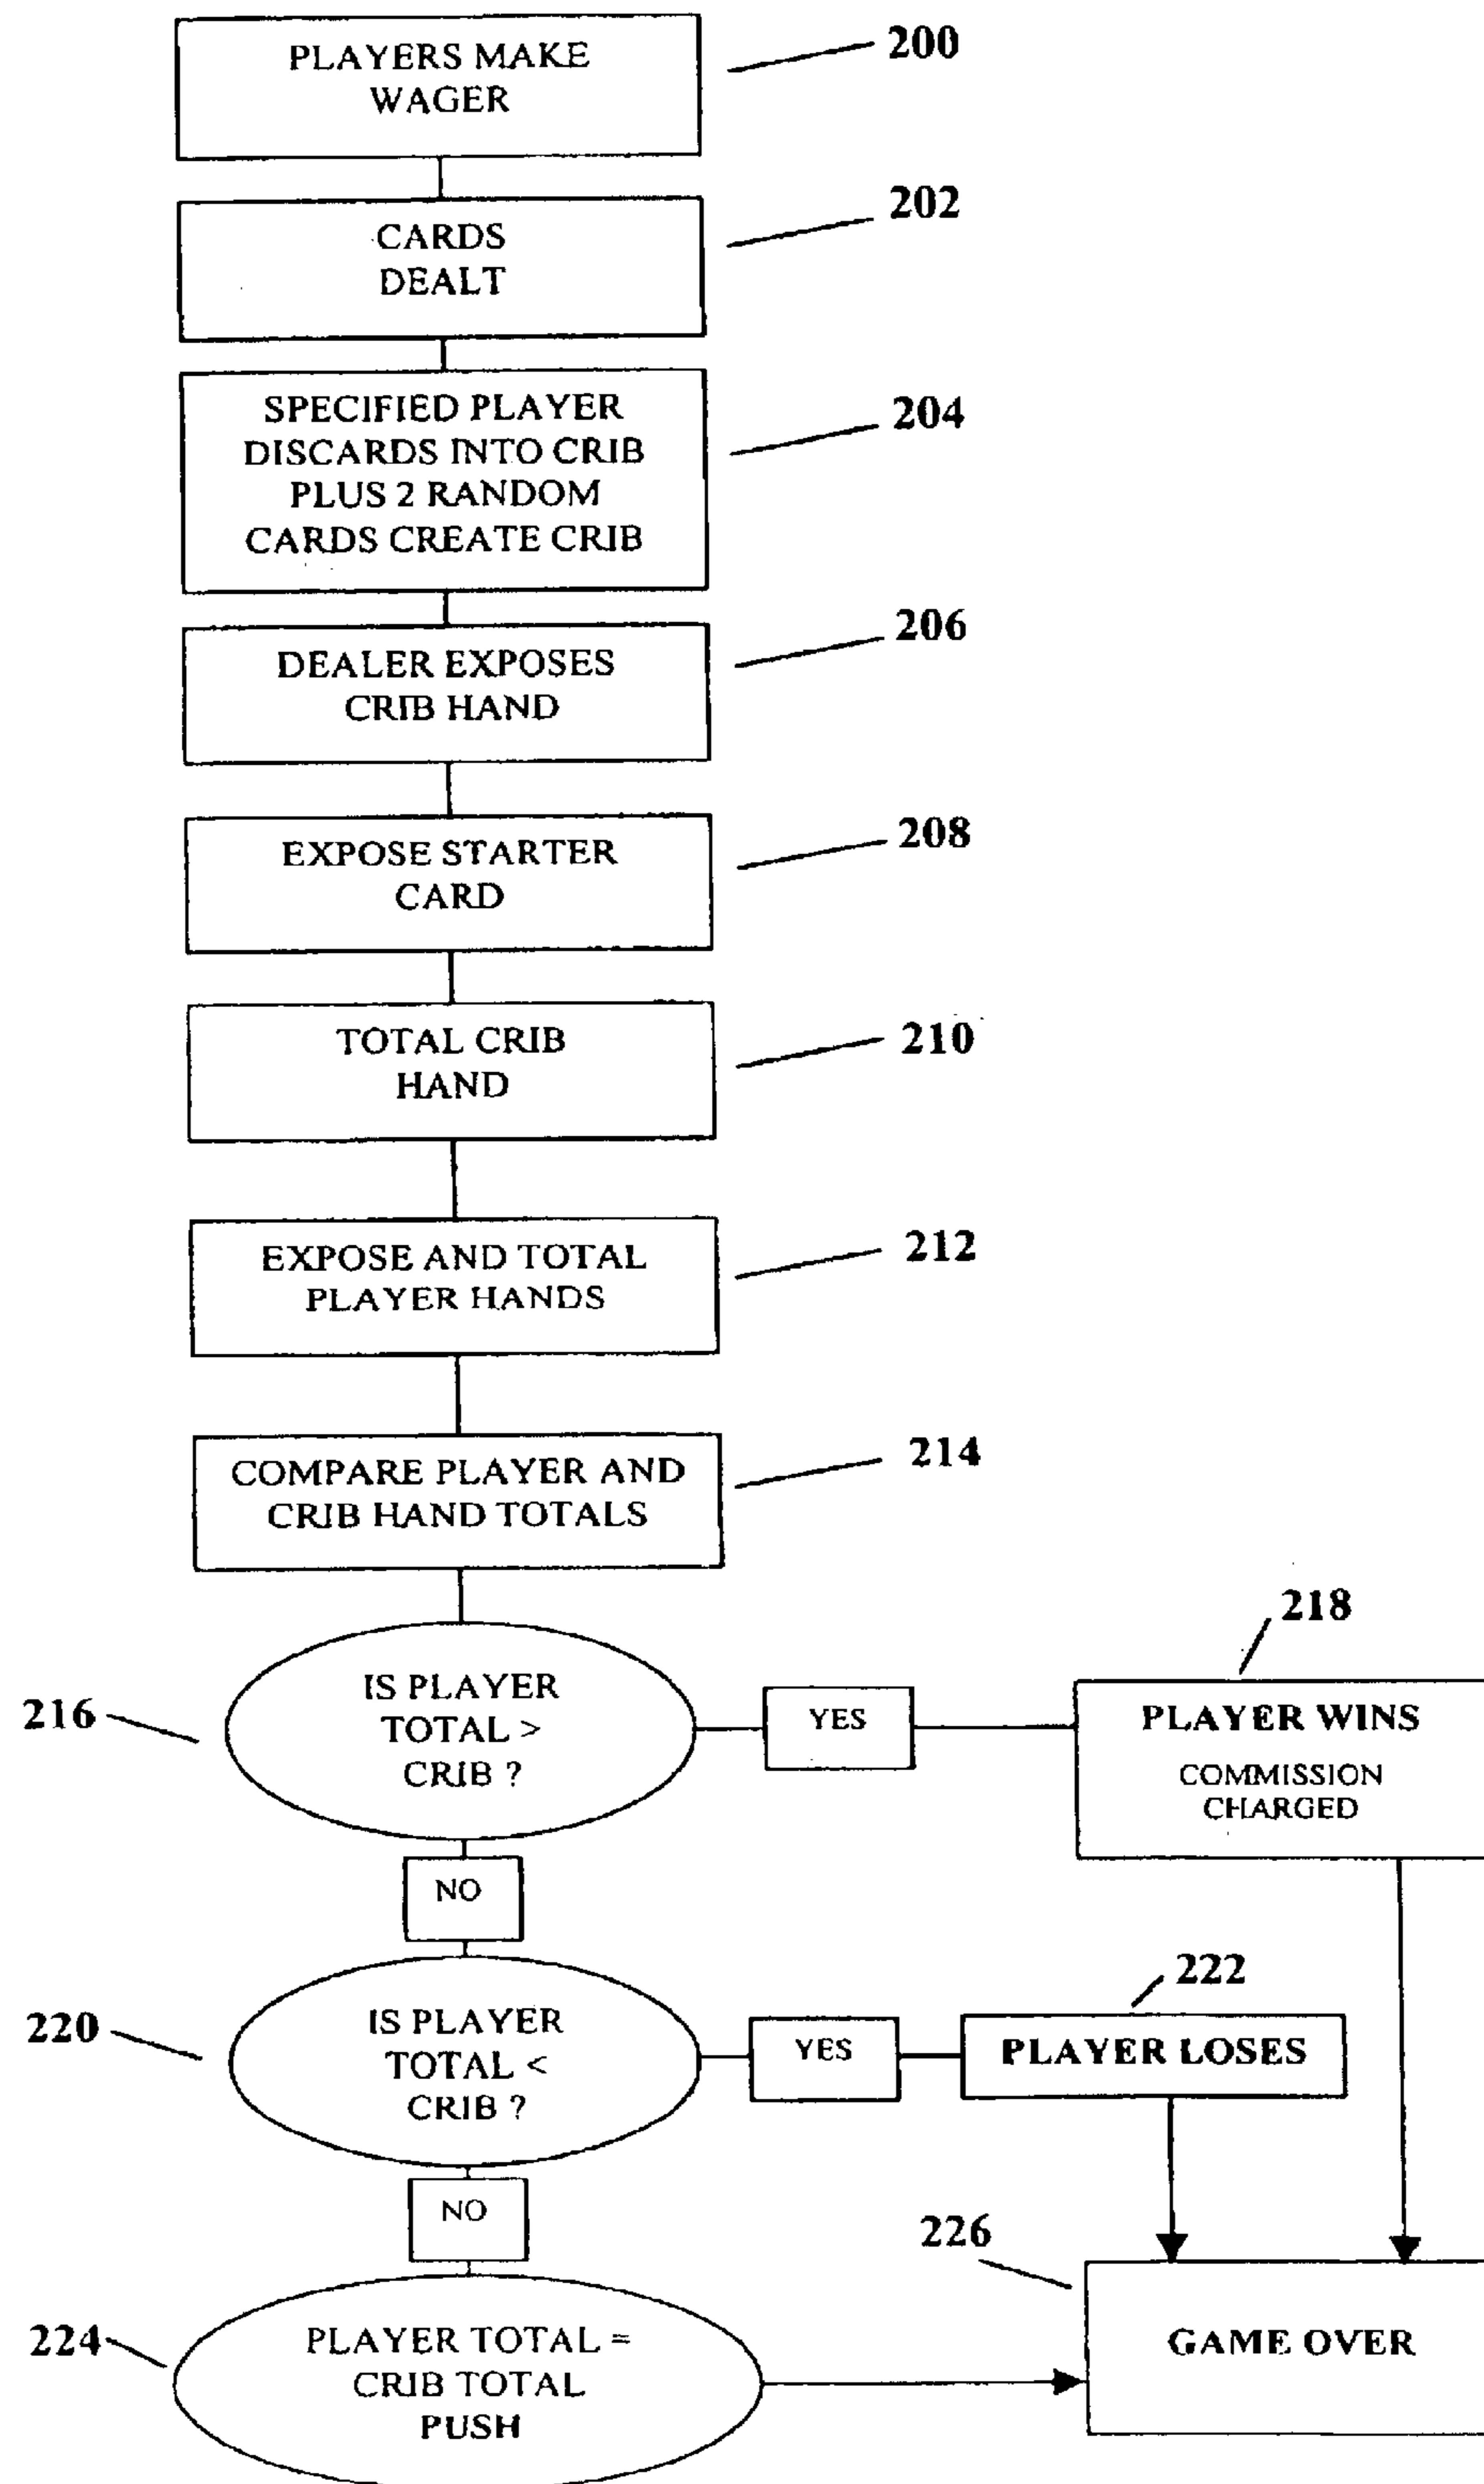 PLAYERS MAKE
WAGER
200
CARDS
DEALT
202
SPECIFIED PLAYER
DISCARDS INTO CRIB
PLUS 2 RANDOM
CARDS CREATE CRIB
204
DEALER EXPOSES
CRIB HAND
206
EXPOSE STARTER
CARD
208
TOTAL CRIB
HAND
210
EXPOSE AND TOTAL
PLAYER HANDS
212
COMPARE PLAYER AND
CRIB HAND TOTALS
214
216
IS PLAYER
TOTAL >
CRIB ?
YES
218
PLAYER WINS
COMMISSION
CHARGED
NO
220
IS PLAYER
TOTAL <
CRIB ?
YES
222
PLAYER LOSES
NO
224
PLAYER TOTAL =
CRIB TOTAL
PUSH
226
GAME OVER